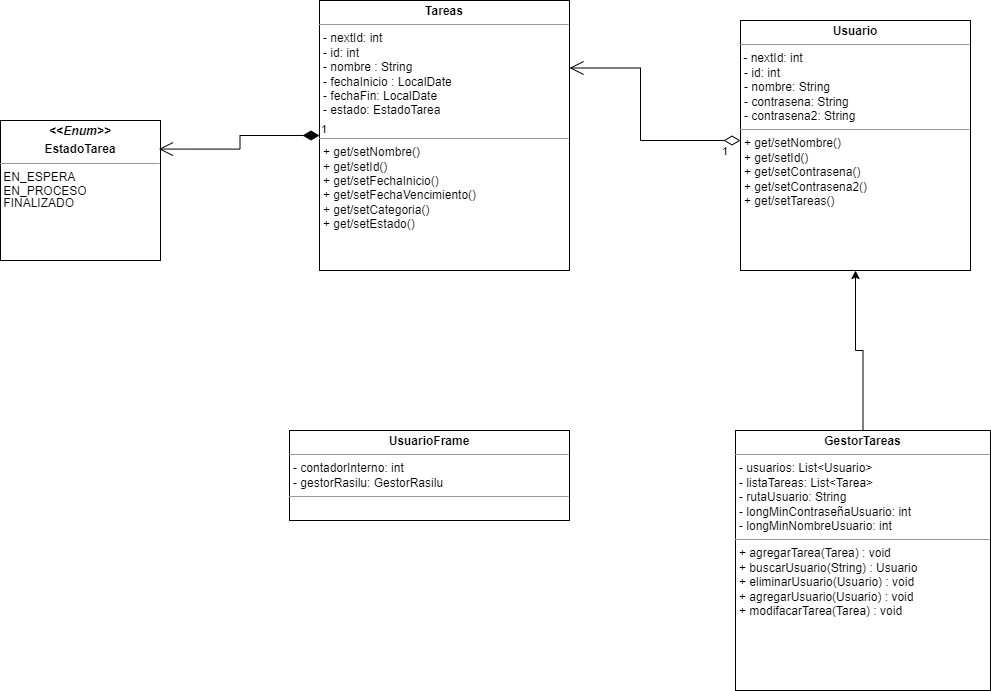 Tareas
- nextId: int
- id: int
- nombre : String
- fechaInicio : LocalDate
- fechaFin: LocalDate
- estado: EstadoTarea
1
+ get/setNombre()
+ get/setId()
+ get/setFechaInicio()
+ get/setFechaVencimiento()
+ get/setCategoria()
+ get/setEstado()
Usuario
- nextId: int
- id: int
- nombre: String
- contrasena: String
- contrasena2: String
1
+ get/setNombre()
+ get/setId()
+ get/setContrasena()
+ get/setContrasena2()
+ get/setTareas()
<<Enum>>
EstadoTarea
EN_ESPERA
EN_PROCESO
FINALIZADO
UsuarioFrame
- contadorInterno: int
- gestorRasilu: GestorRasilu
GestorTareas
- usuarios: List<Usuario>
- listaTareas: List<Tarea>
- rutaUsuario: String
- longMinContraseñaUsuario: int
- longMinNombreUsuario: int
+ agregarTarea(Tarea) : void
+ buscarUsuario(String) : Usuario
+ eliminarUsuario(Usuario) : void
+ agregarUsuario(Usuario) : void
+ modifacarTarea(Tarea) : void